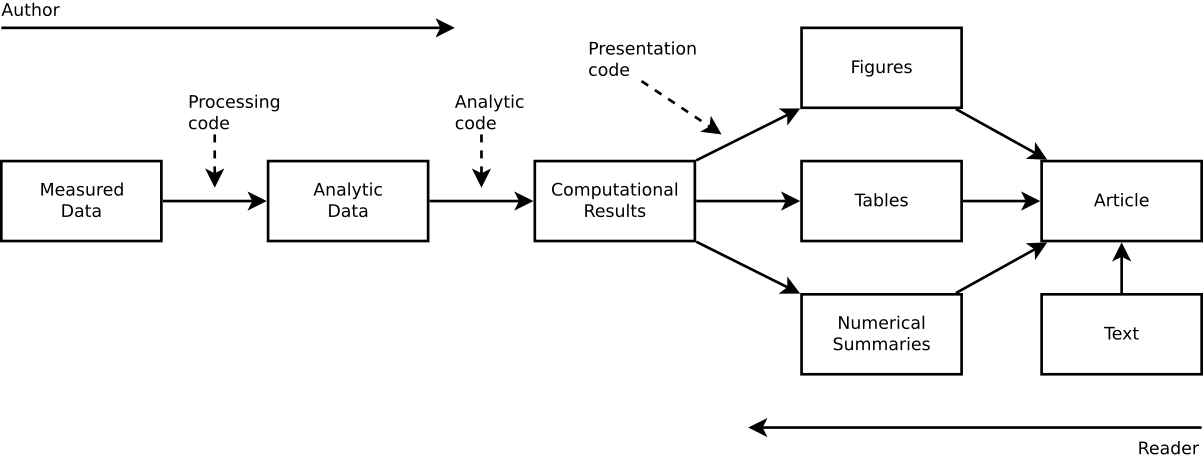 Author
Presentation
code
Figures
Processing
code
Analytic
code
Measured
Data
Analytic
Data
Computational
Results
Tables
Article
Numerical
Summaries
Text
Reader